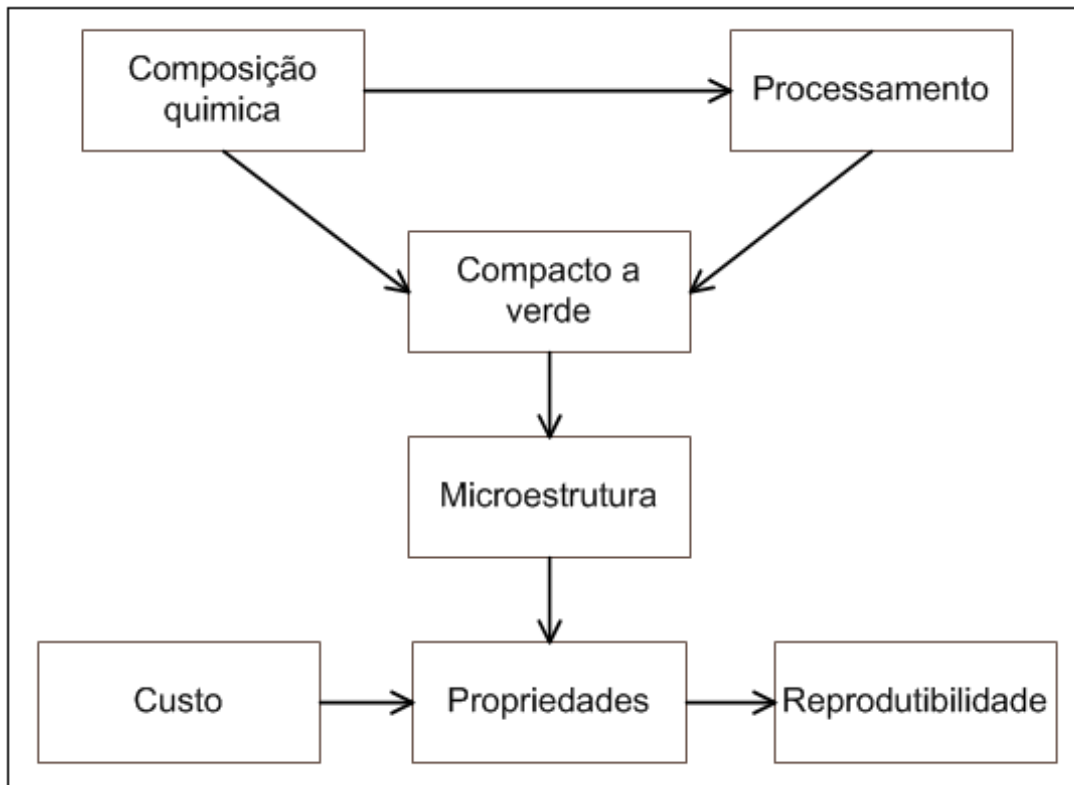 Composição
quimica
Processamento
Compacto a
verde
Microestrutura
Custo
Propriedades
Reprodutibilidade